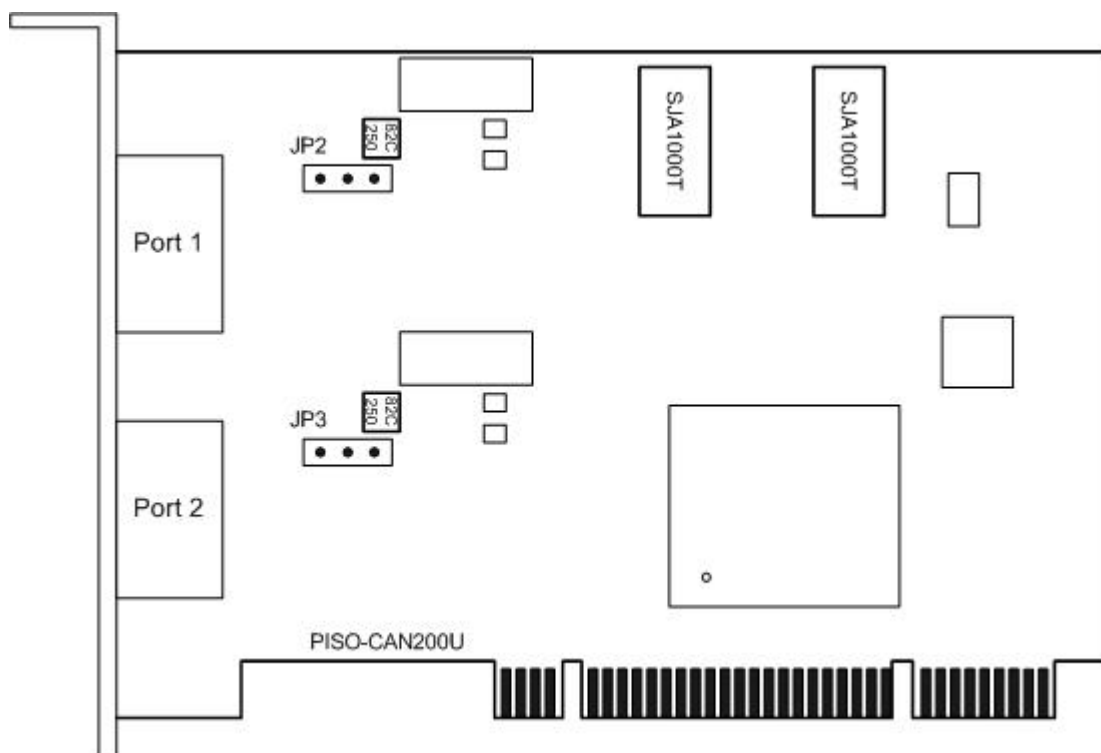 SJA1000T
SJA1000T
82C
250
JP2
Port 1
82C
250
JP3
Port 2
PISO-CAN200U